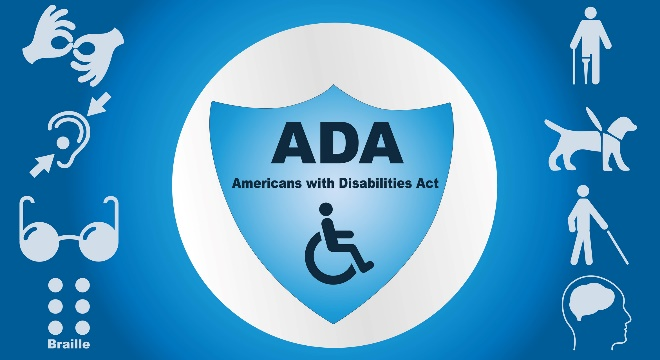 ADA
Americans with Disabilities Act
Braille